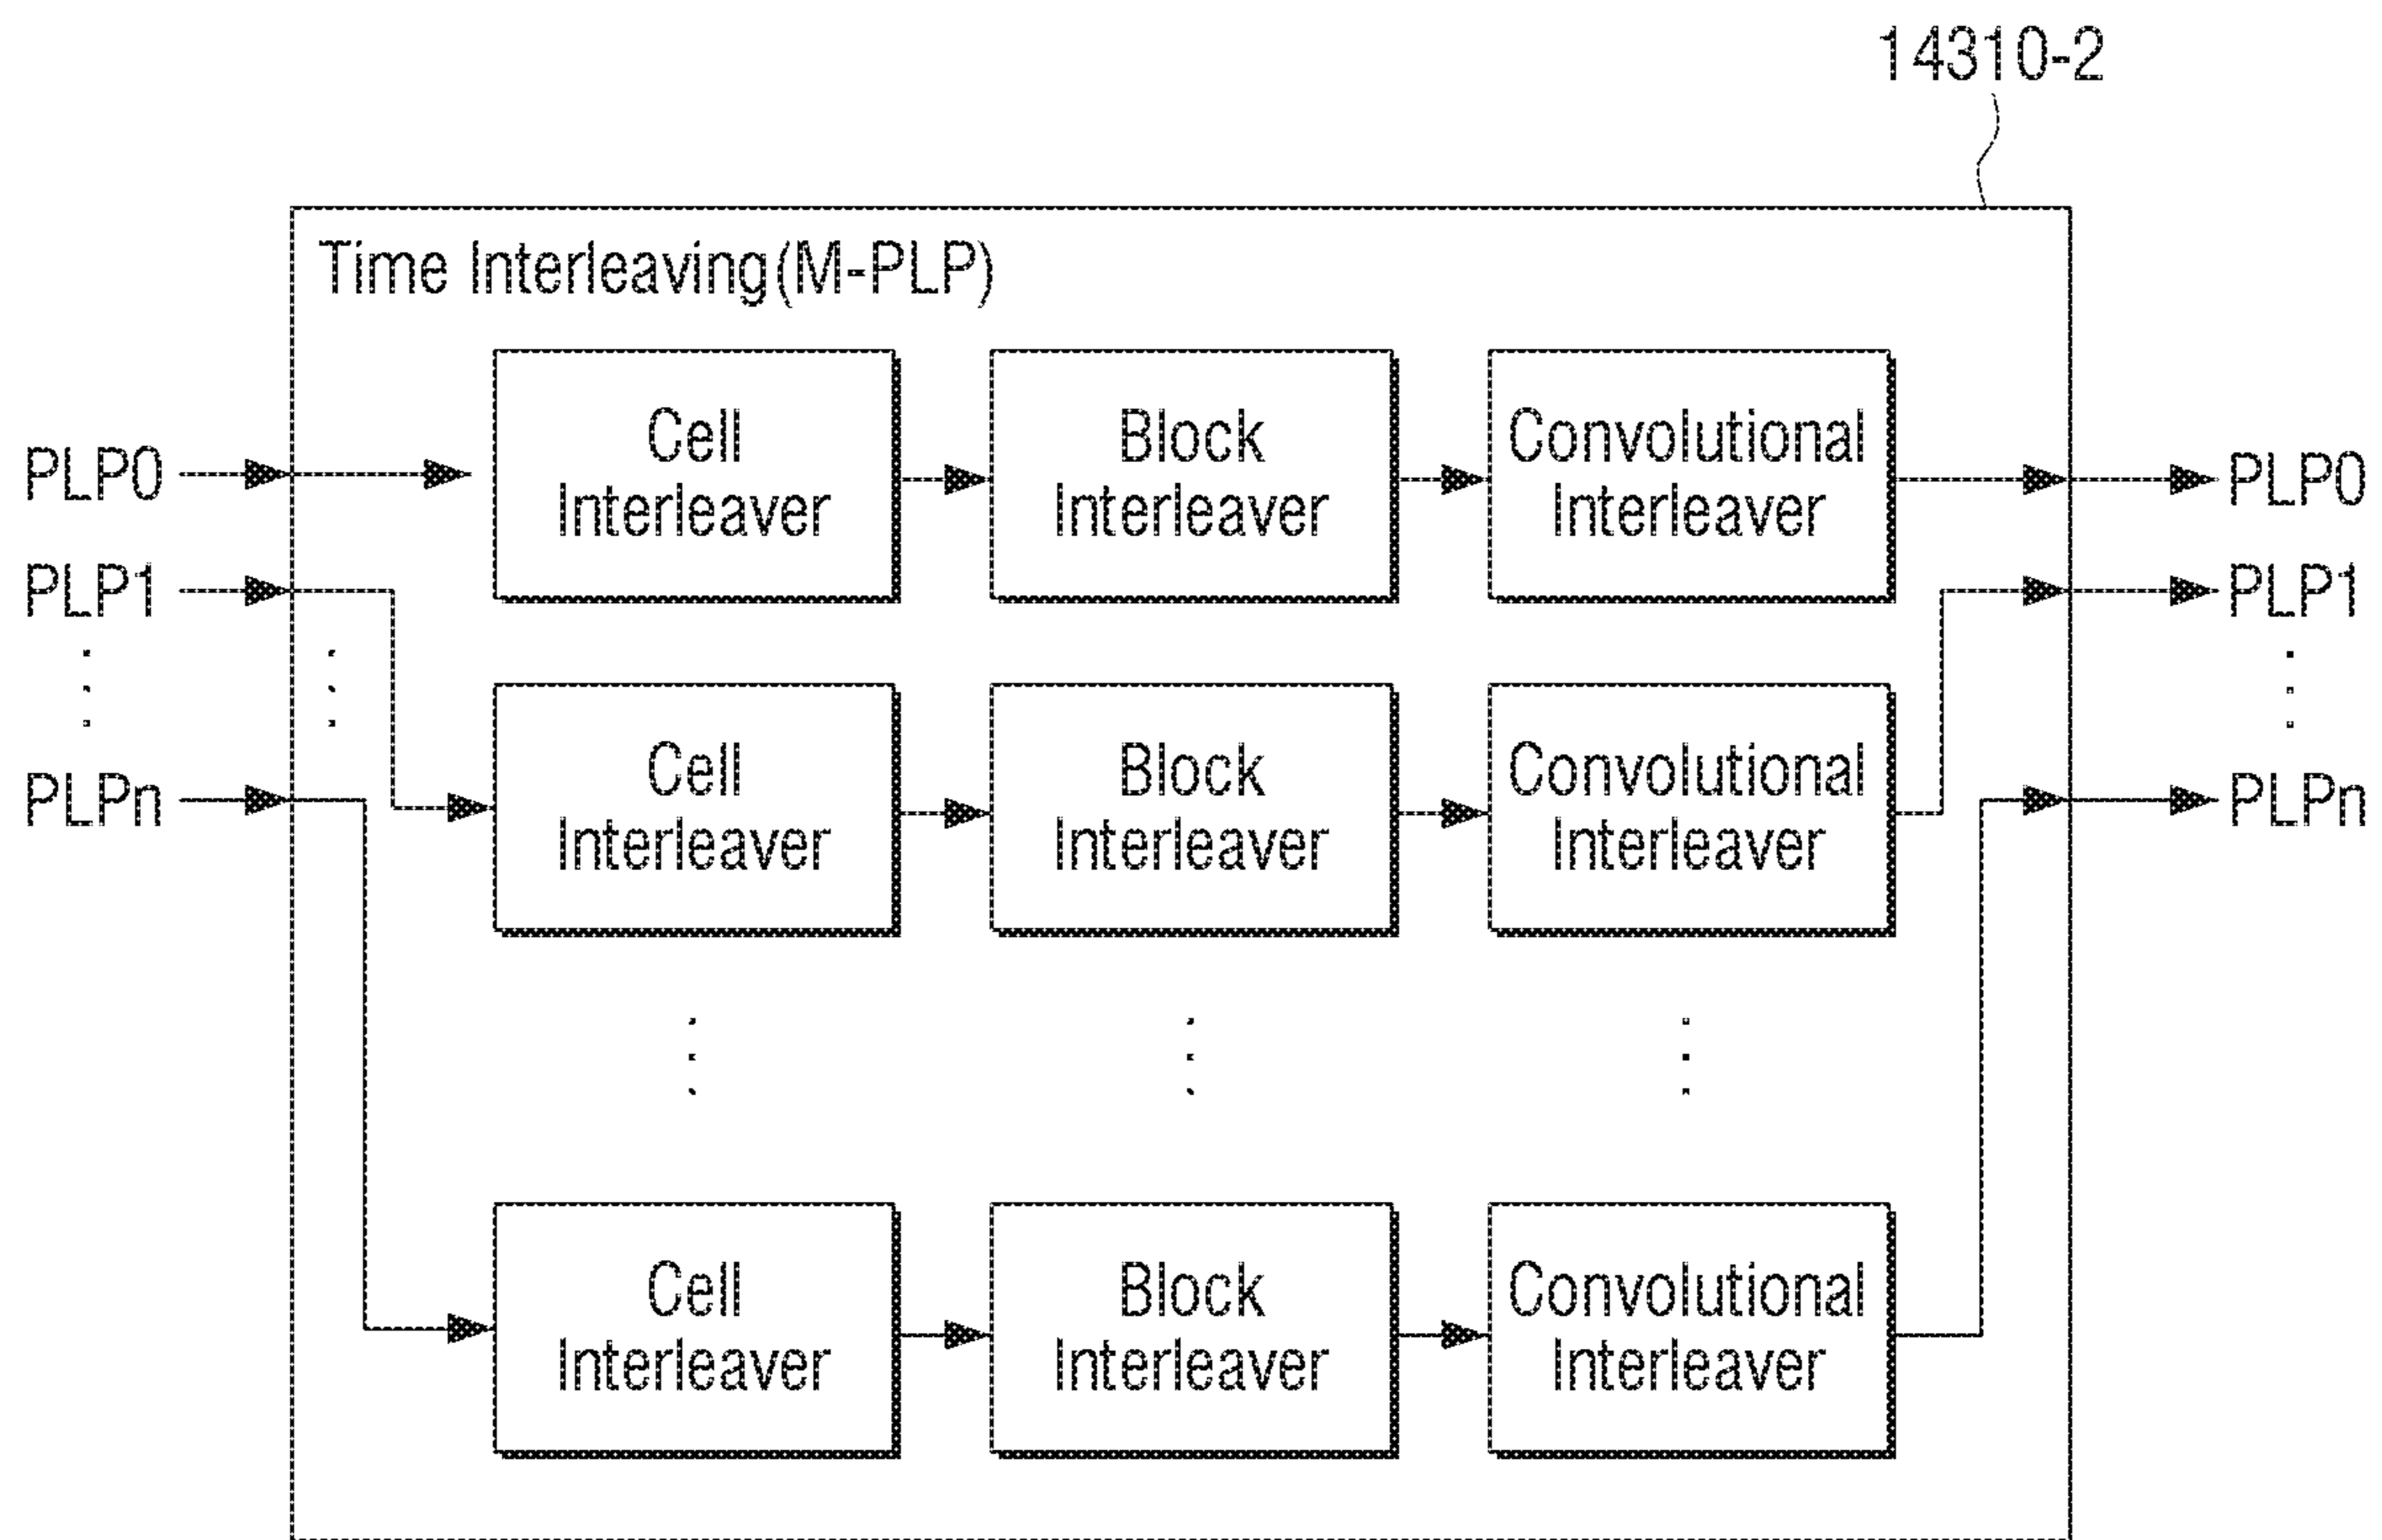 14310-2
Time Interleaving(M-PLP)
Cell
Interleaver
Block
Interleaver
Convolutional
Interleaver
PLP0
PLP0
PLP1
PLP1
PLPn
PLPn
Cell
Interleaver
Block
Interleaver
Convolutional
Interleaver
Cell
Interleaver
Block
Interleaver
Convolutional
Interleaver